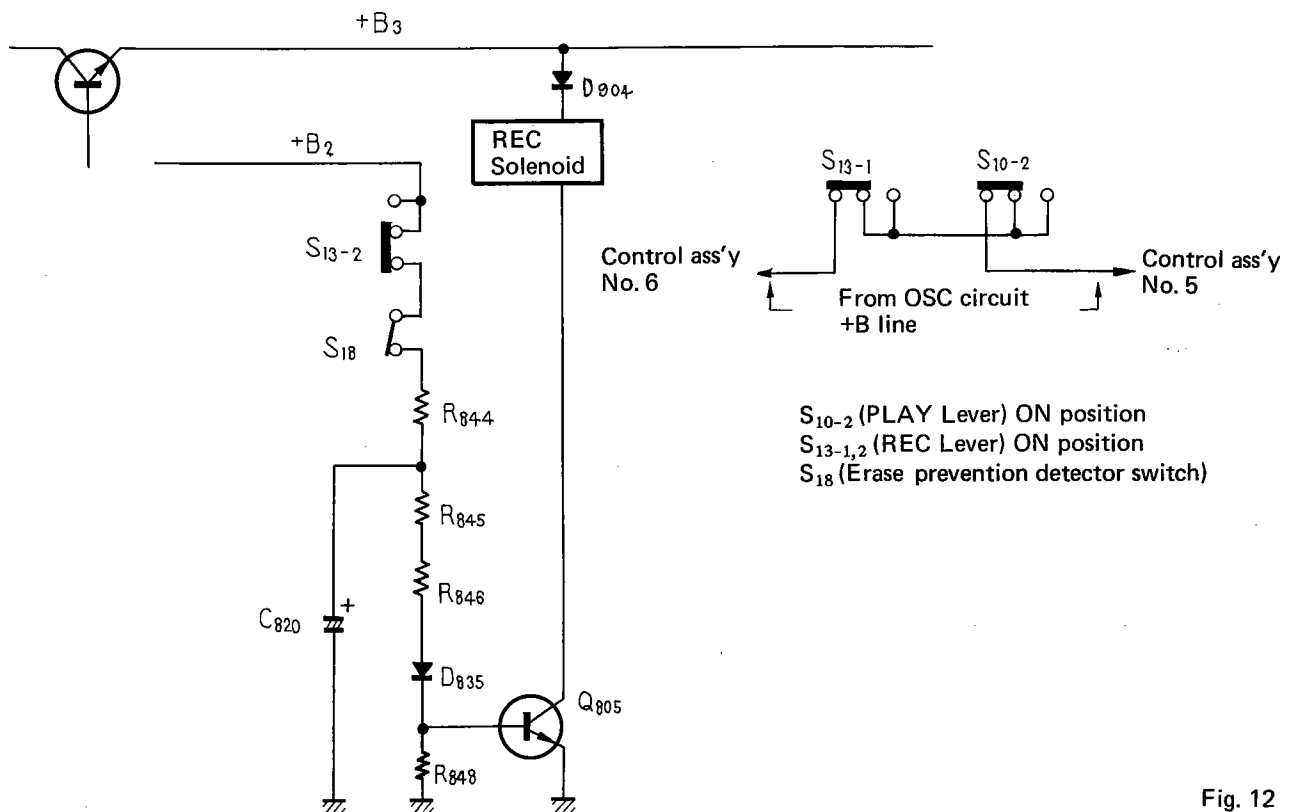 +B3
D904
REC
Solenoid
+B2
S13-2
S18
R844
R845
R846
C820
+
D835
Q805
R848
S13-1
S10-2
Control ass'y
No. 6
From OSC circuit
+B line
Control ass'y
No. 5
S10-2 (PLAY Lever) ON position
S13-1,2 (REC Lever) ON position
S18 (Erase prevention detector switch)
Fig. 12